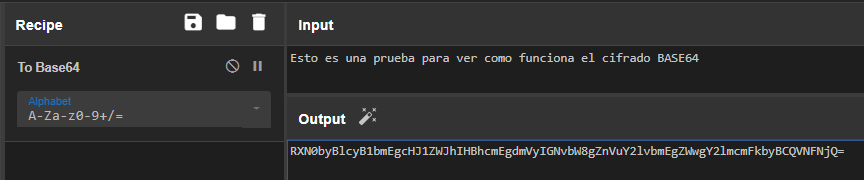 Recipe
To Base64
Alphabet
A-Za-z0-9+/=
Input
Esto es una prueba para ver como funciona el cifrado BASE64
Output
RXN0byBlcyB1bmEgcHJ1ZWJhIHBhcmEgdmVyIGNvbW8gZnVuY2lvbmEgZWwgY2lmcmFkbyBCQVNFNjQ=